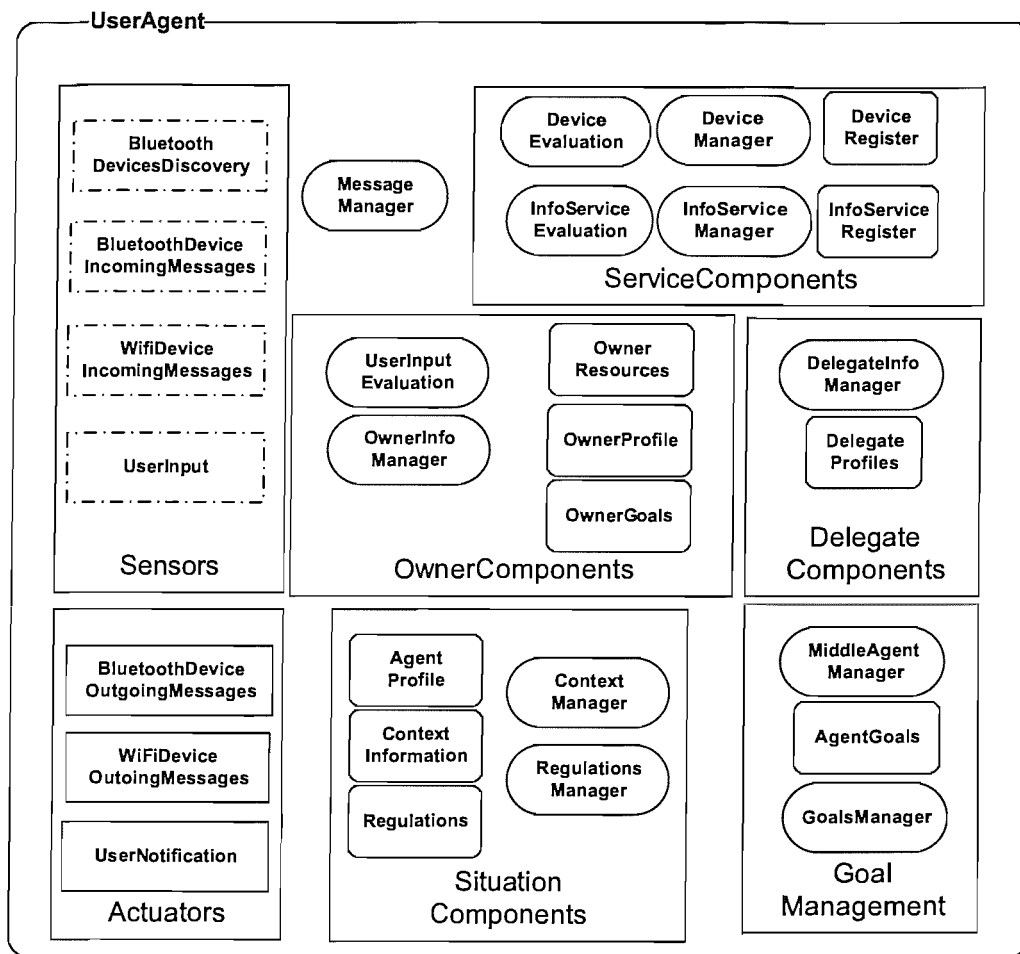 UserAgent
Bluetooth
DevicesDiscovery
BluetoothDevice
IncomingMessages
WifiDevice
IncomingMessages
UserInput
Sensors
Message
Manager
Device
Evaluation
Device
Manager
Device
Register
InfoService
Evaluation
InfoService
Manager
InfoService
Register
ServiceComponents
UserInput
Evaluation
OwnerInfo
Manager
Owner
Resources
OwnerProfile
OwnerGoals
OwnerComponents
DelegateInfo
Manager
Delegate
Profiles
Delegate
Components
BluetoothDevice
OutgoingMessages
WiFiDevice
OutoingMessages
UserNotification
Actuators
Agent
Profile
Context
Information
Regulations
Context
Manager
Regulations
Manager
Situation
Components
MiddleAgent
Manager
AgentGoals
GoalsManager
Goal
Management